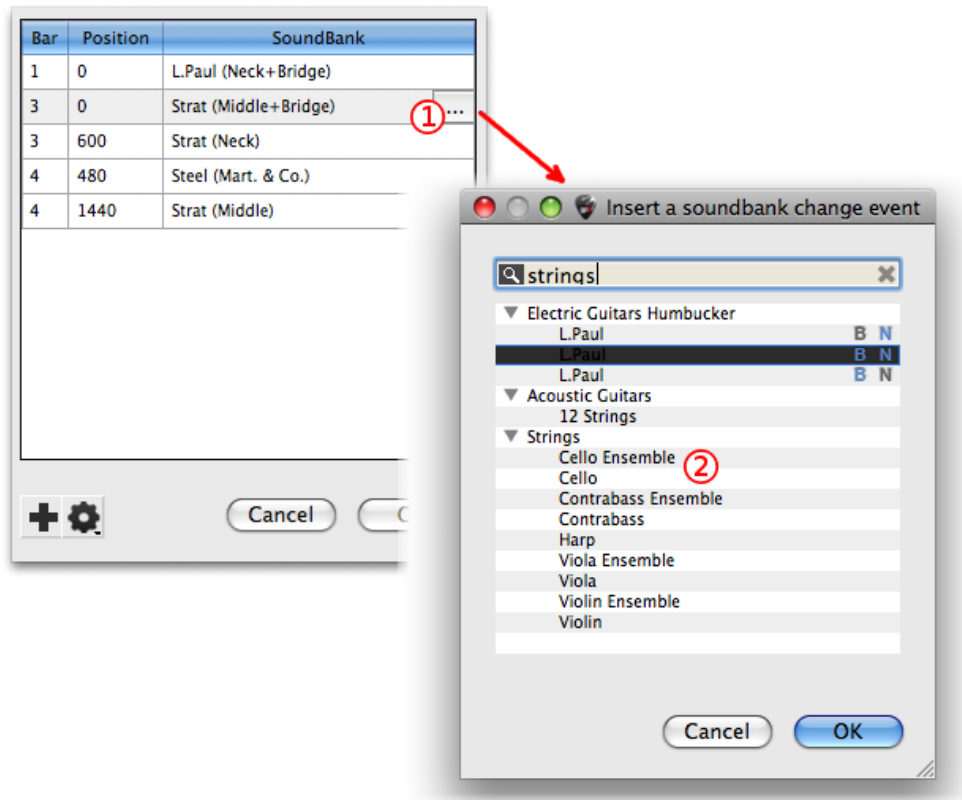 Bar Position SoundBank
1 0 L.Paul (Neck+Bridge)
3 0 Strat (Middle+Bridge) ...
①
3 600 Strat (Neck)
4 480 Steel (Mart. & Co.)
4 1440 Strat (Middle)
Cancel
Insert a soundbank change event
strings
Electric Guitars Humbucker
L.Paul B N
L.Paul B N
L.Paul B N
Acoustic Guitars
12 Strings
Strings
Cello Ensemble
②
Cello
Contrabass Ensemble
Contrabass
Harp
Viola Ensemble
Viola
Violin Ensemble
Violin
Cancel OK